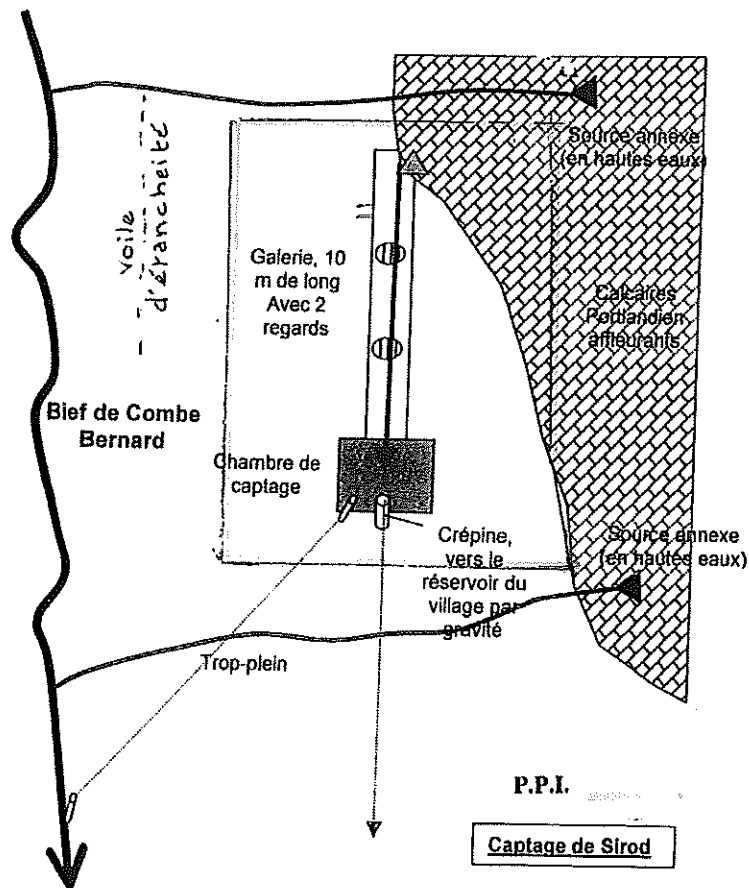 Source annexe
(en hautes eaux)
voile
d'étancheité
Galerie, 10
m de long
Avec 2
regards
Calcaires
Portlandien
affleurants
Bief de Combe
Bernard
Chambre de
captage
Crépine,
vers le
réservoir du
village par
gravité
Source annexe
(en hautes eaux)
Trop-plein
P.P.I.
Captage de Sirod